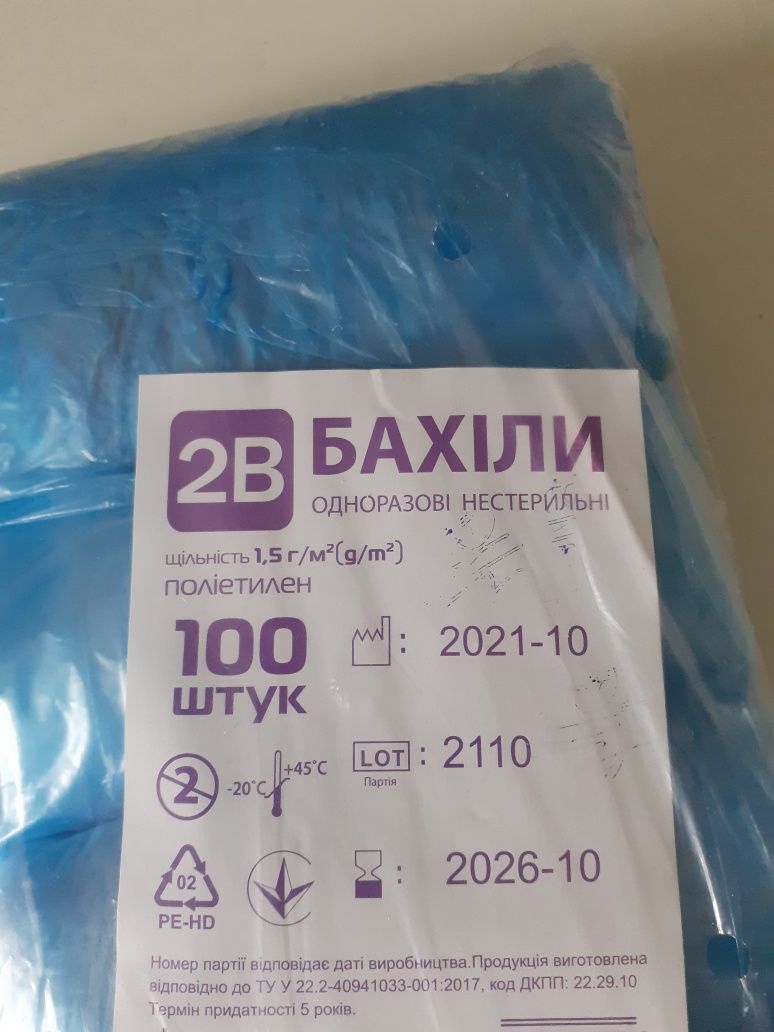 2В БАХІЛИ
ОДНОРАЗОВІ НЕСТЕРИЛЬНІ
щільність 1,5 г/м²(g/m²)
поліетилен
100
штук
: 2021-10
2
-20°C
+45°C
LOT : 2110
Партія
: 2026-10
02
PE-HD
Номер партії відповідає даті виробництва.Продукція виготовлена
відповідно до ТУ У 22.2-40941033-001:2017, код ДКПП: 22.29.10
Термін придатності 5 років.